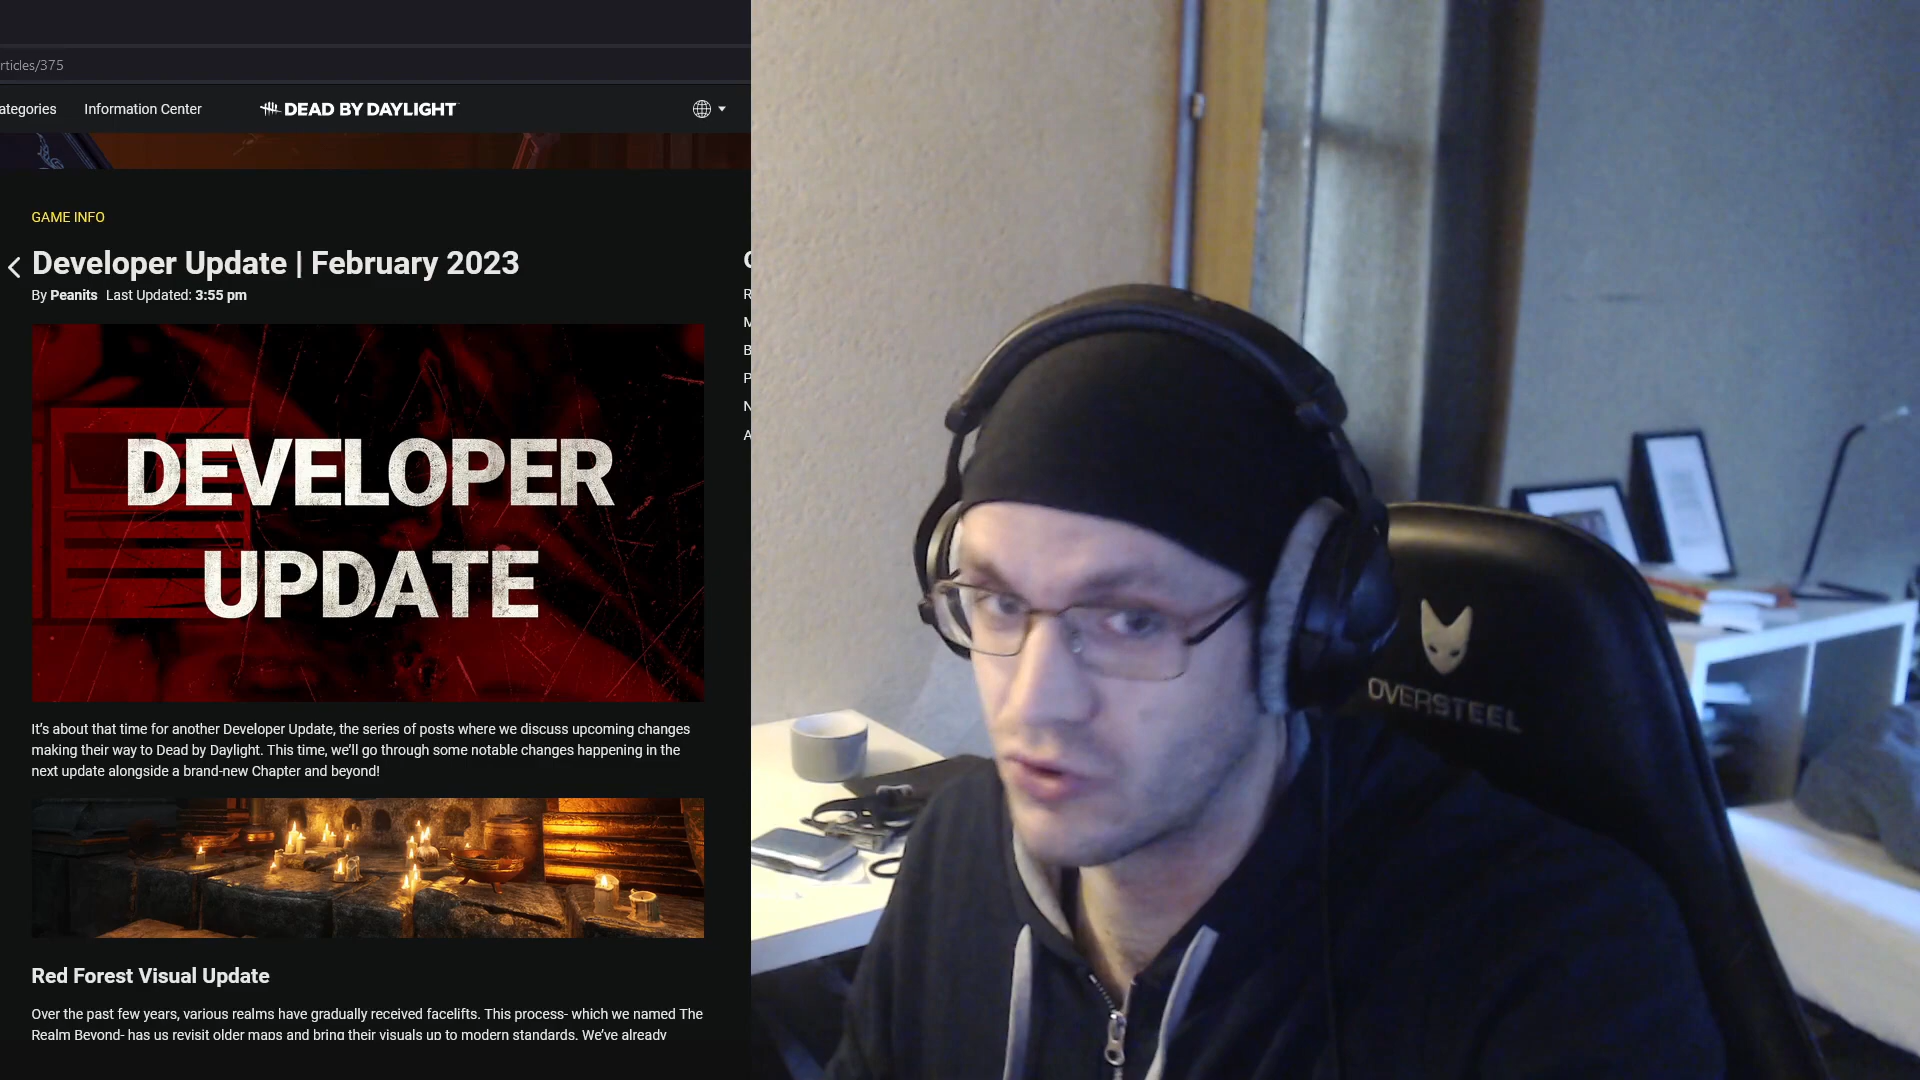 rticles/375
ategories Information Center DEAD BY DAYLIGHT
GAME INFO
Developer Update | February 2023
By Peanits Last Updated: 3:55 pm
DEVELOPER
UPDATE
It's about that time for another Developer Update, the series of posts where we discuss upcoming changes
making their way to Dead by Daylight. This time, we'll go through some notable changes happening in the
next update alongside a brand-new Chapter and beyond!
Red Forest Visual Update
Over the past few years, various realms have gradually received facelifts. This process- which we named The
Realm Beyond- has us revisit older maps and bring their visuals up to modern standards. We've already
R
M
B
P
N
A
OVERSTEEL